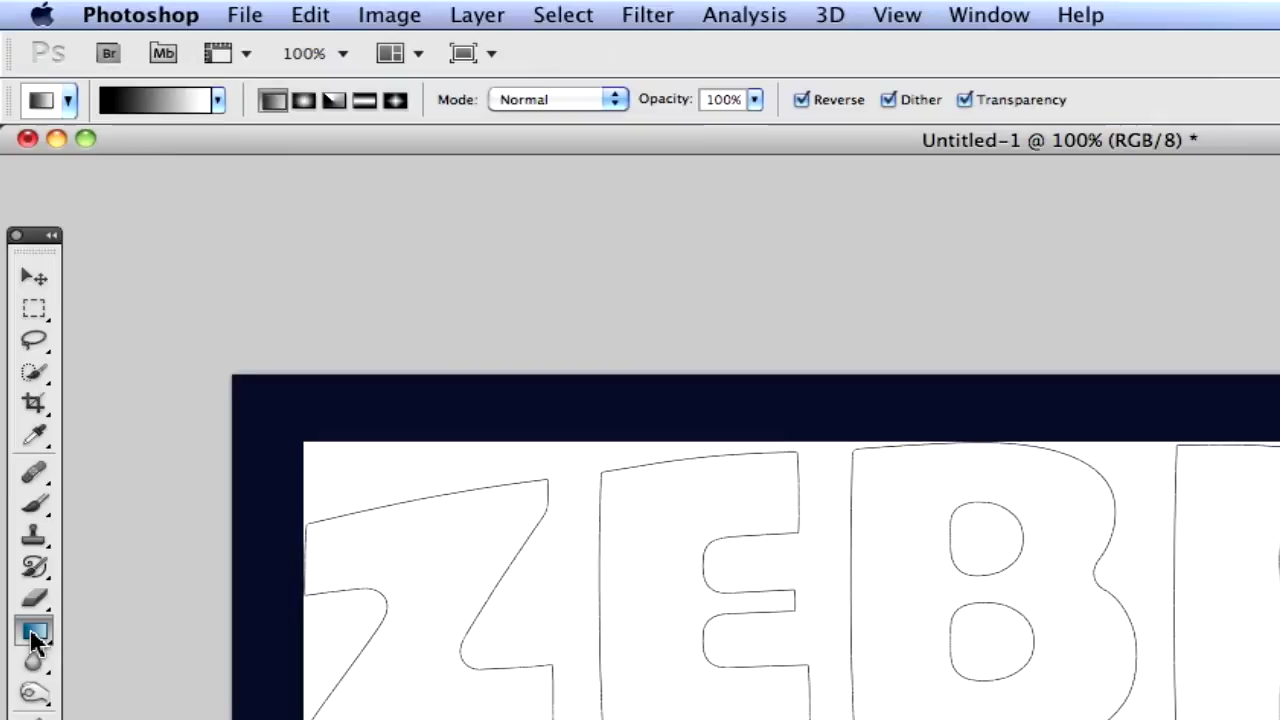 Photoshop File Edit Image Layer Select Filter Analysis 3D View Window Help
Ps Br Mb 100%
Mode: Normal Opacity: 100% Reverse Dither Transparency
Untitled-1 @ 100% (RGB/8) *
ZEB